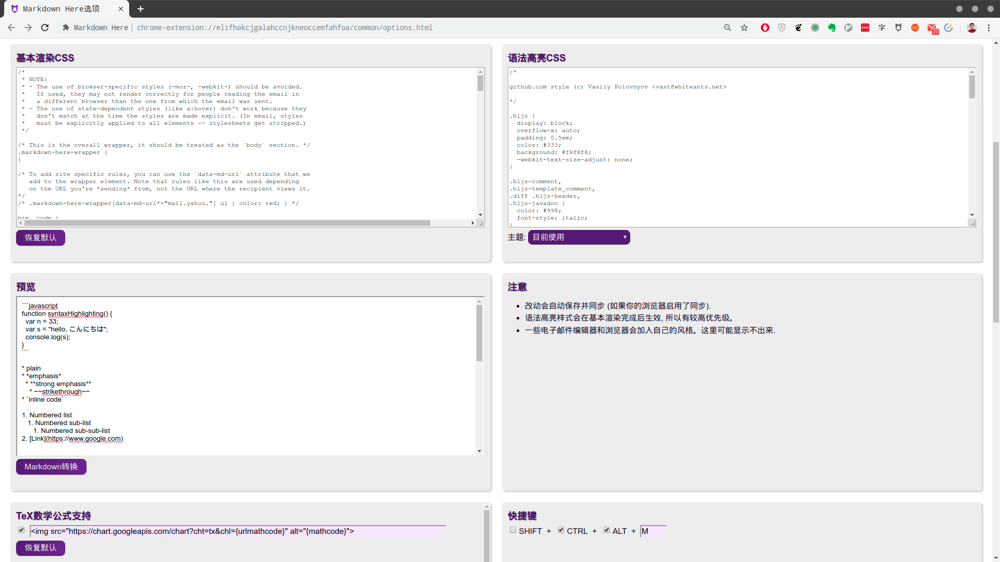 Markdown Here选项
Markdown Here
chrome-extension://elifhakcjgalahccnjkneoccemfahfoa/common/options.html
27
基本渲染CSS
/*
 * NOTE:
 * - The use of browser-specific styles (-moz-, -webkit-) should be avoided.
 *   If used, they may not render correctly for people reading the email in
 *   a different browser than the one from which the email was sent.
 * - The use of state-dependent styles (like a:hover) don't work because they
 *   don't match at the time the styles are made explicit. (In email, styles
 *   must be explicitly applied to all elements -- stylesheets get stripped.)
 */
/* This is the overall wrapper, it should be treated as the `body` section. */
.markdown-here-wrapper {
}
/* To add site specific rules, you can use the `data-md-url` attribute that we
   add to the wrapper element. Note that rules like this are used depending
   on the URL you're *sending* from, not the URL where the recipient views it.
*/
/* .markdown-here-wrapper[data-md-url*="mail.yahoo."] ul { color: red; } */
pre, code {
恢复默认
语法高亮CSS
/*
github.com style (c) Vasily Polovnyov <vast@whiteants.net>
*/
.hljs {
  display: block;
  overflow-x: auto;
  padding: 0.5em;
  color: #333;
  background: #f8f8f8;
  -webkit-text-size-adjust: none;
}
.hljs-comment,
.hljs-template_comment,
.diff .hljs-header,
.hljs-javadoc {
  color: #998;
  font-style: italic;
}
主题: 目前使用
预览
```javascript
function syntaxHighlighting() {
  var n = 33;
  var s = "hello, こんにちは";
  console.log(s);
}
```
* plain
* *emphasis*
  * **strong emphasis**
    * ~~strikethrough~~
* `inline code`
1. Numbered list
   1. Numbered sub-list
      1. Numbered sub-sub-list
2. [Link](https://www.google.com)
Markdown转换
注意
• 改动会自动保存并同步 (如果你的浏览器启用了同步).
• 语法高亮样式会在基本渲染完成后生效, 所以有较高优先级。
• 一些电子邮件编辑器和浏览器会加入自己的风格。这里可能显示不出来.
TeX数学公式支持
<img src="https://chart.googleapis.com/chart?cht=tx&chl={urlmathcode}" alt="{mathcode}">
恢复默认
快捷键
SHIFT + CTRL + ALT + M